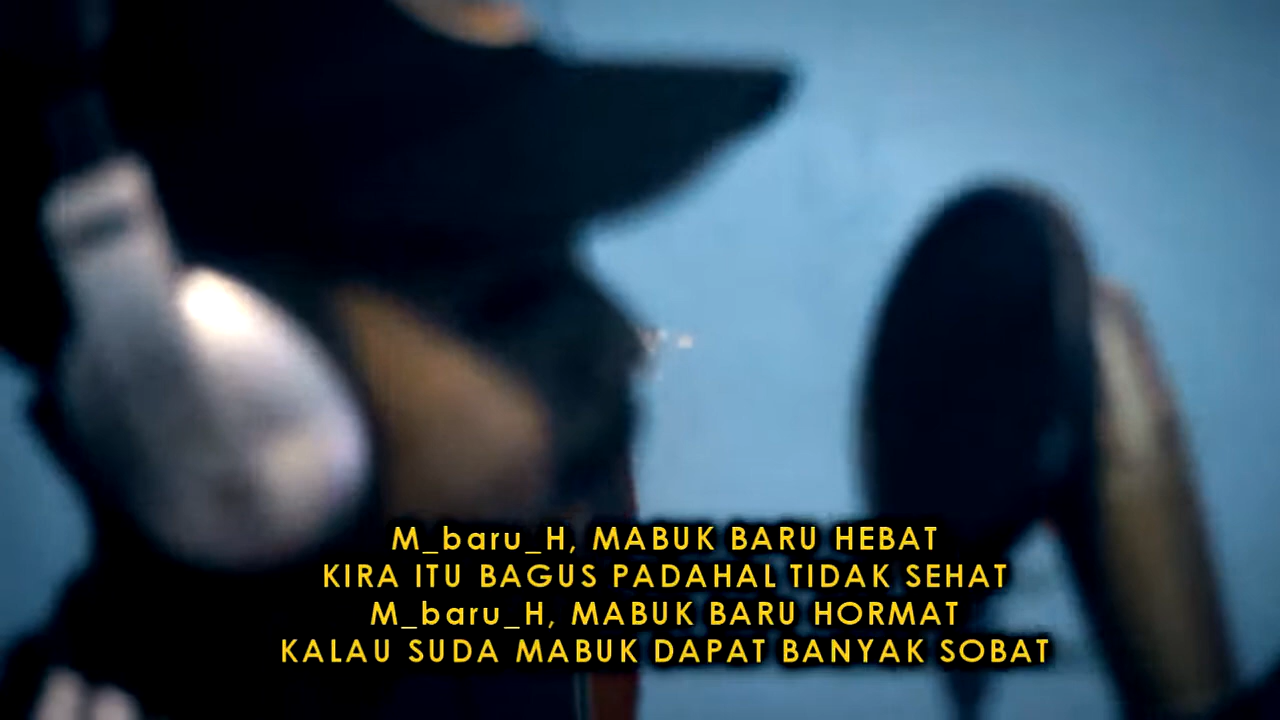 M_baru_H, MABUK BARU HEBAT
KIRA ITU BAGUS PADAHAL TIDAK SEHAT
M_baru_H, MABUK BARU HORMAT
KALAU SUDA MABUK DAPAT BANYAK SOBAT